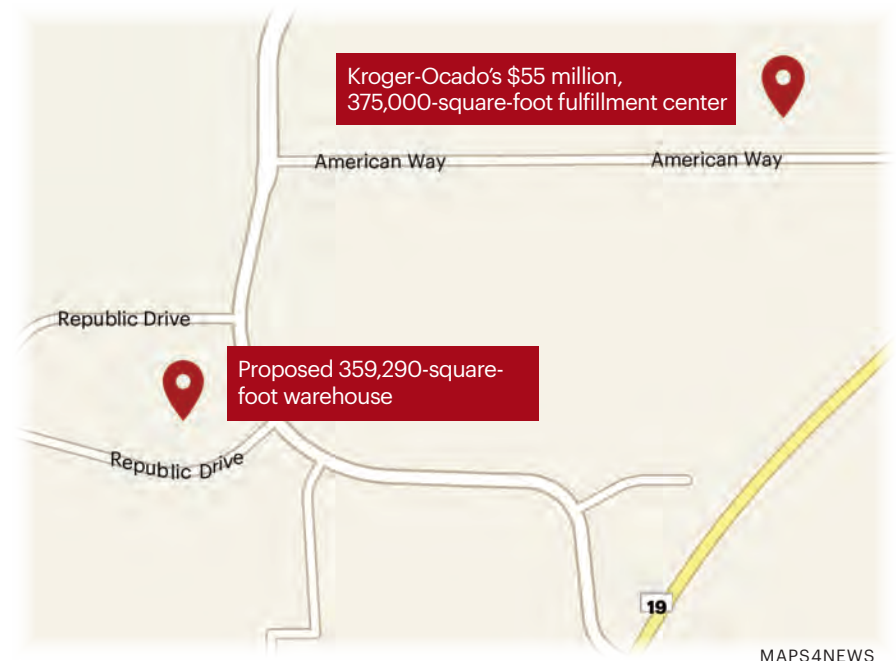 Kroger-Ocado's $55 million,
375,000-square-foot fulfillment center
American Way
American Way
Republic Drive
Proposed 359,290-square-
foot warehouse
Republic Drive
19
MAPS4NEWS